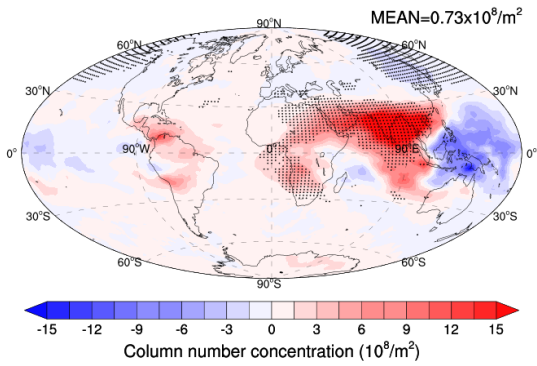 MEAN=0.73x10⁸/m²
90°N
60°N 60°N
30°N 30°N
0° 90°W 0° 90°E 0°
30°S 30°S
60°S 60°S
90°S
-15 -12 -9 -6 -3 0 3 6 9 12 15
Column number concentration (10⁸/m²)